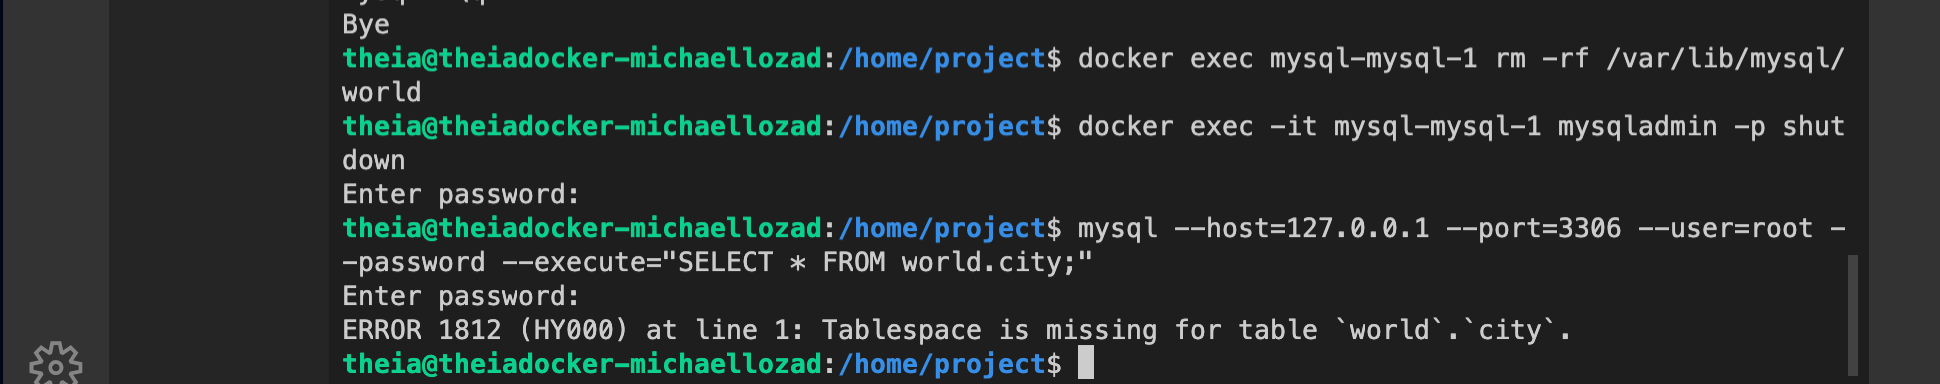 Bye
theia@theiadocker-michaellozad:/home/project$ docker exec mysql-mysql-1 rm -rf /var/lib/mysql/
world
theia@theiadocker-michaellozad:/home/project$ docker exec -it mysql-mysql-1 mysqladmin -p shut
down
Enter password:
theia@theiadocker-michaellozad:/home/project$ mysql --host=127.0.0.1 --port=3306 --user=root -
-password --execute="SELECT * FROM world.city;"
Enter password:
ERROR 1812 (HY000) at line 1: Tablespace is missing for table `world`.`city`.
theia@theiadocker-michaellozad:/home/project$